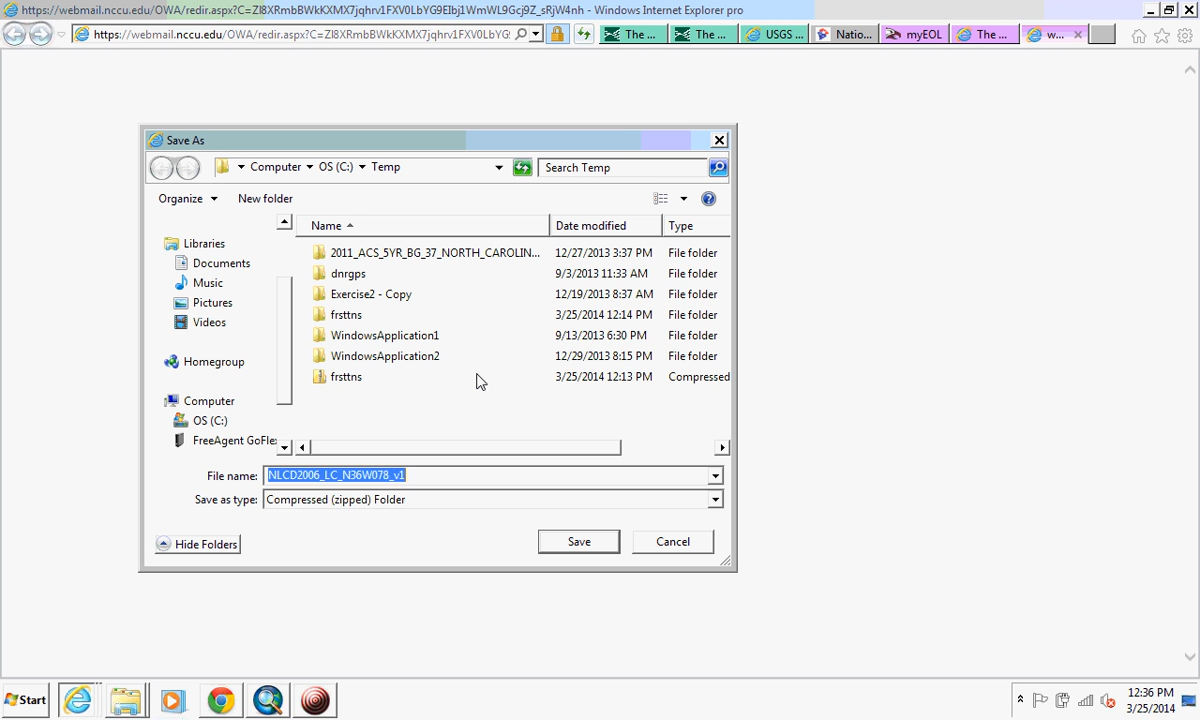 https://webmail.nccu.edu/OWA/redir.aspx?C=ZI8XRmbBWkKXMX7jqhrv1FXV0LbYG9EIbj1WmWL9Gcj9Z_sRjW4nh - Windows Internet Explorer pro
https://webmail.nccu.edu/OWA/redir.aspx?C=ZI8XRmbBWkKXMX7jqhrv1FXV0LbYG9 The ... The ... USGS ... Natio... myEOL The ... w...
Save As
Computer OS (C:) Temp Search Temp
Organize New folder
Name Date modified Type
Libraries
Documents
Music
Pictures
Videos
Homegroup
Computer
OS (C:)
FreeAgent GoFle
2011_ACS_5YR_BG_37_NORTH_CAROLIN... 12/27/2013 3:37 PM File folder
dnrgps 9/3/2013 11:33 AM File folder
Exercise2 - Copy 12/19/2013 8:37 AM File folder
frsttns 3/25/2014 12:14 PM File folder
WindowsApplication1 9/13/2013 6:30 PM File folder
WindowsApplication2 12/29/2013 8:15 PM File folder
frsttns 3/25/2014 12:13 PM Compressed
File name: NLCD2006_LC_N36W078_v1
Save as type: Compressed (zipped) Folder
Hide Folders Save Cancel
Start 12:36 PM
3/25/2014